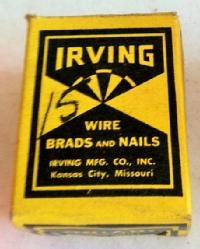 IRVING
15
WIRE
BRADS AND NAILS
IRVING MFG. CO., INC.
Kansas City, Missouri